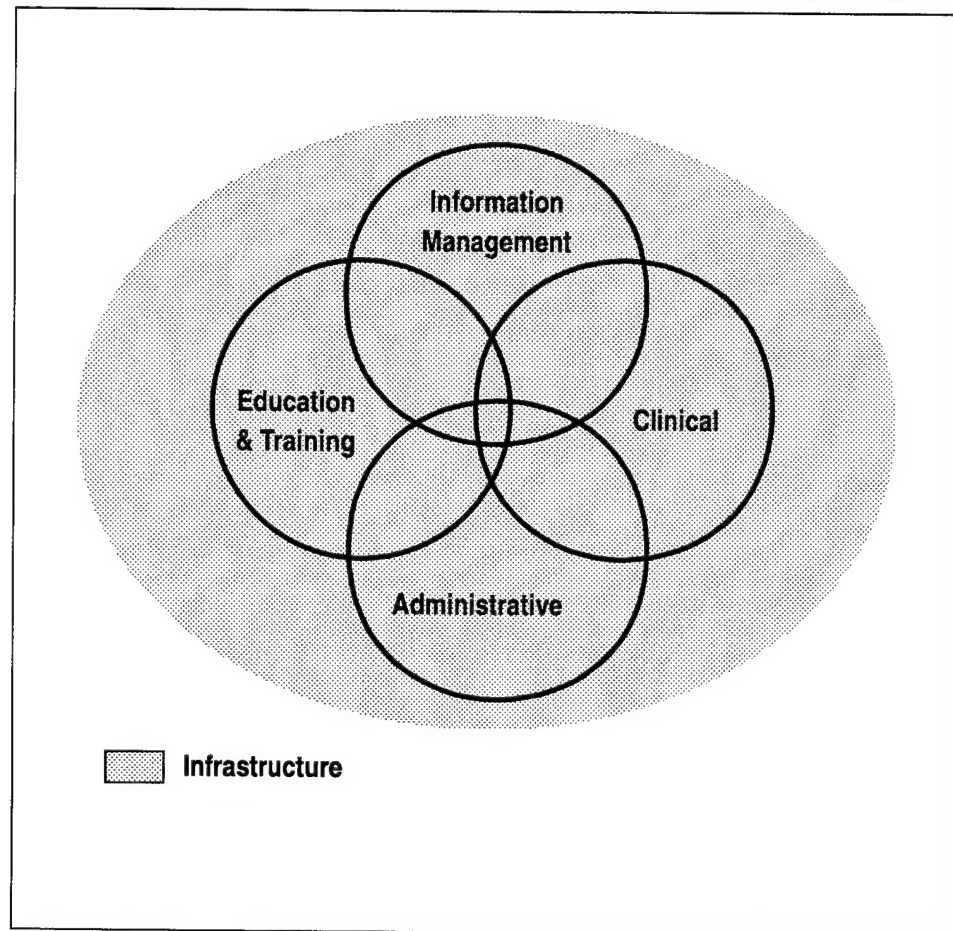 Information
Management
Education
& Training
Clinical
Administrative
Infrastructure